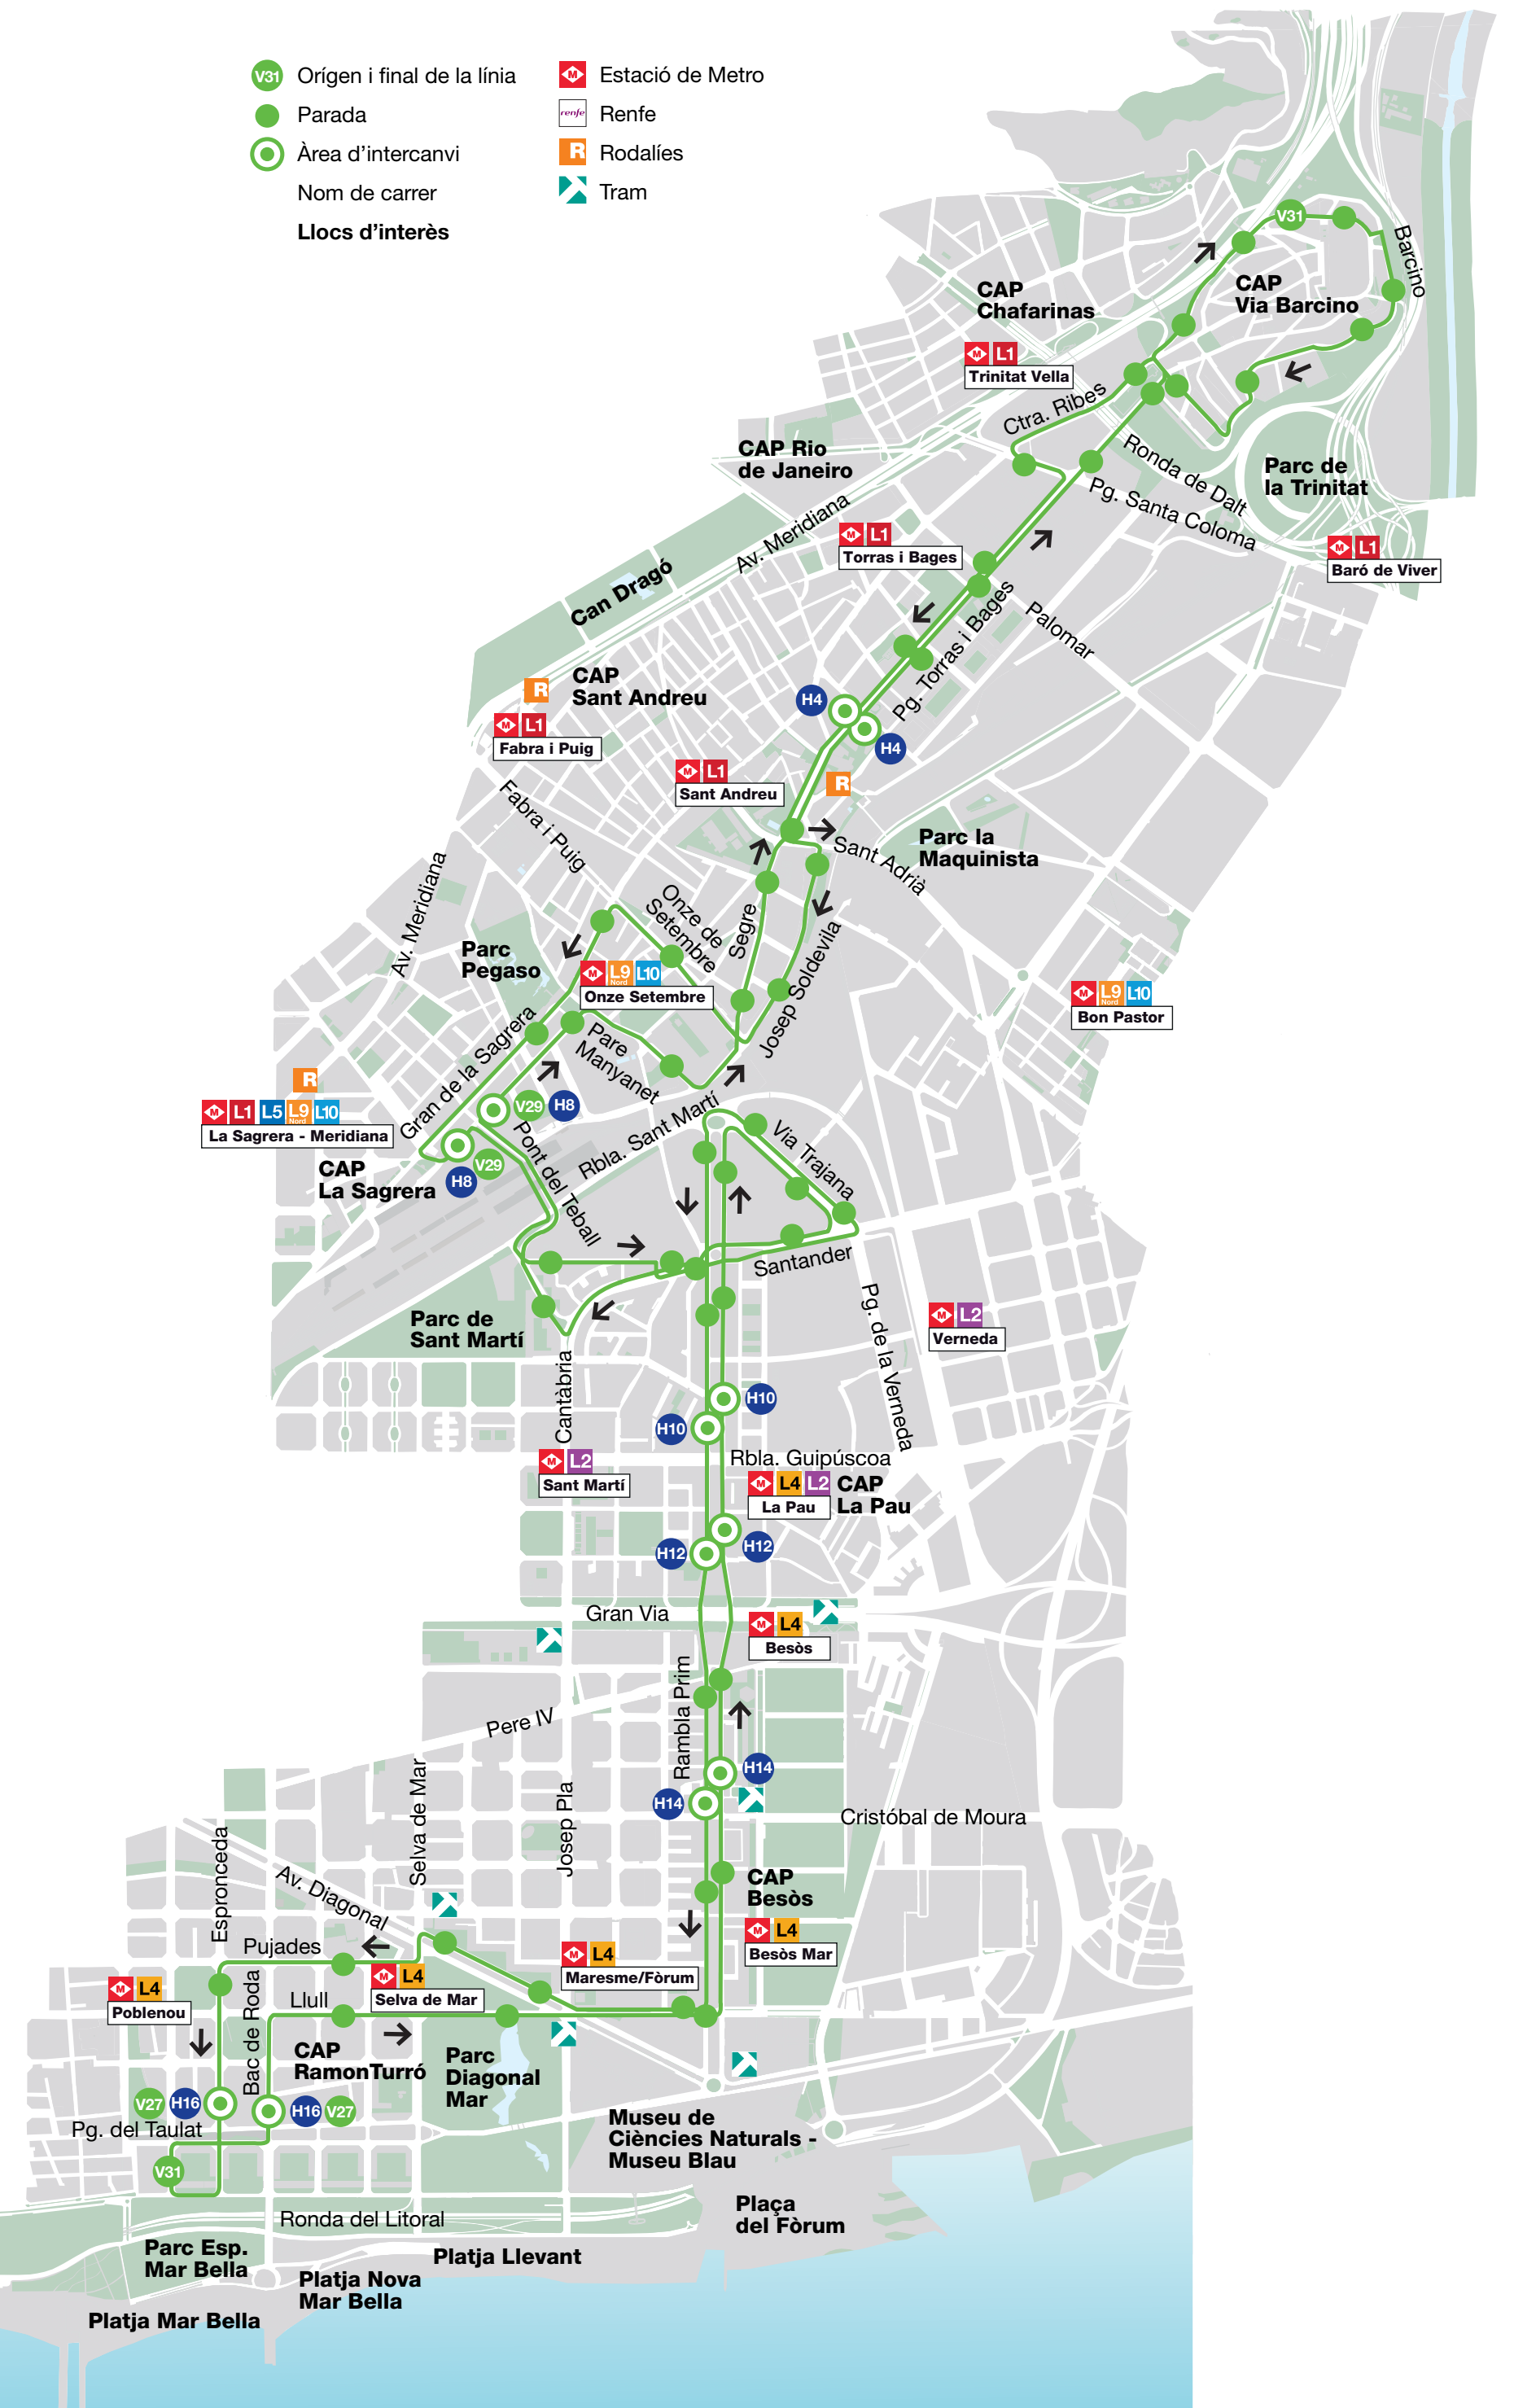 V31 Orígen i final de la línia
Parada
Àrea d'intercanvi
Nom de carrer
Llocs d'interès
M Estació de Metro
renfe Renfe
R Rodalíes
Tram
V31
Barcino
CAP
Via Barcino
CAP
Chafarinas
M L1
Trinitat Vella
Ctra. Ribes
CAP Rio
de Janeiro
Ronda de Dalt
Parc de
la Trinitat
Pg. Santa Coloma
Av. Meridiana
M L1
Torras i Bages
M L1
Baró de Viver
Can Dragó
Palomar
Pg. Torras i Bages
CAP
Sant Andreu
R
M L1
Fabra i Puig
H4
H4
M L1
Sant Andreu
R
Fabra i Puig
Parc la
Maquinista
Sant Adrià
Av. Meridiana
Onze de
Setembre
Segre
Josep Soldevila
Parc
Pegaso
M L9 Nord L10
Onze Setembre
M L9 Nord L10
Bon Pastor
Gran de la Sagrera
Pare
Manyanet
R
M L1 L5 L9 Nord L10
La Sagrera - Meridiana
V29 H8
Rbla. Sant Martí
Pont del Teball
Via Trajana
CAP
La Sagrera
H8 V29
Santander
Parc de
Sant Martí
Pg. de la Verneda
M L2
Verneda
Cantàbria
H10
H10
Rbla. Guipúscoa
M L2
Sant Martí
M L4 L2
La Pau
CAP
La Pau
H12
H12
Gran Via
M L4
Besòs
Rambla Prim
Pere IV
H14
H14
Selva de Mar
Josep Pla
Cristóbal de Moura
Espronceda
Av. Diagonal
CAP
Besòs
M L4
Besòs Mar
Pujades
M L4
Maresme/Fòrum
M L4
Selva de Mar
M L4
Poblenou
Bac de Roda
Llull
CAP
RamonTurró
Parc
Diagonal
Mar
V27 H16
H16 V27
Pg. del Taulat
V31
Museu de
Ciències Naturals -
Museu Blau
Plaça
del Fòrum
Ronda del Litoral
Parc Esp.
Mar Bella
Platja Llevant
Platja Nova
Mar Bella
Platja Mar Bella